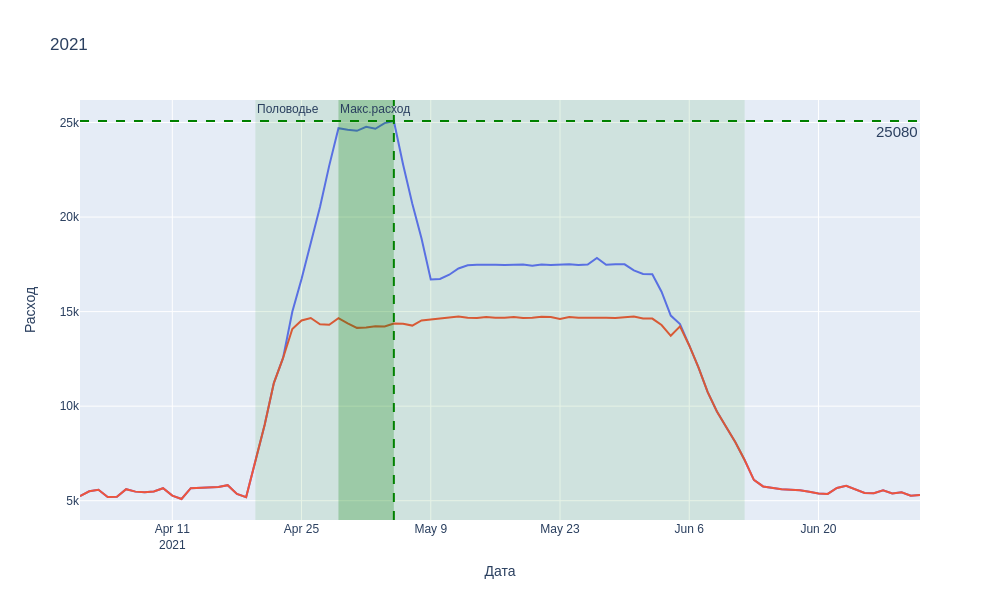 2021
Половодье
Макс.расход
25080
25k
20k
15k
10k
5k
Расход
Apr 11
2021
Apr 25
May 9
May 23
Jun 6
Jun 20
Дата